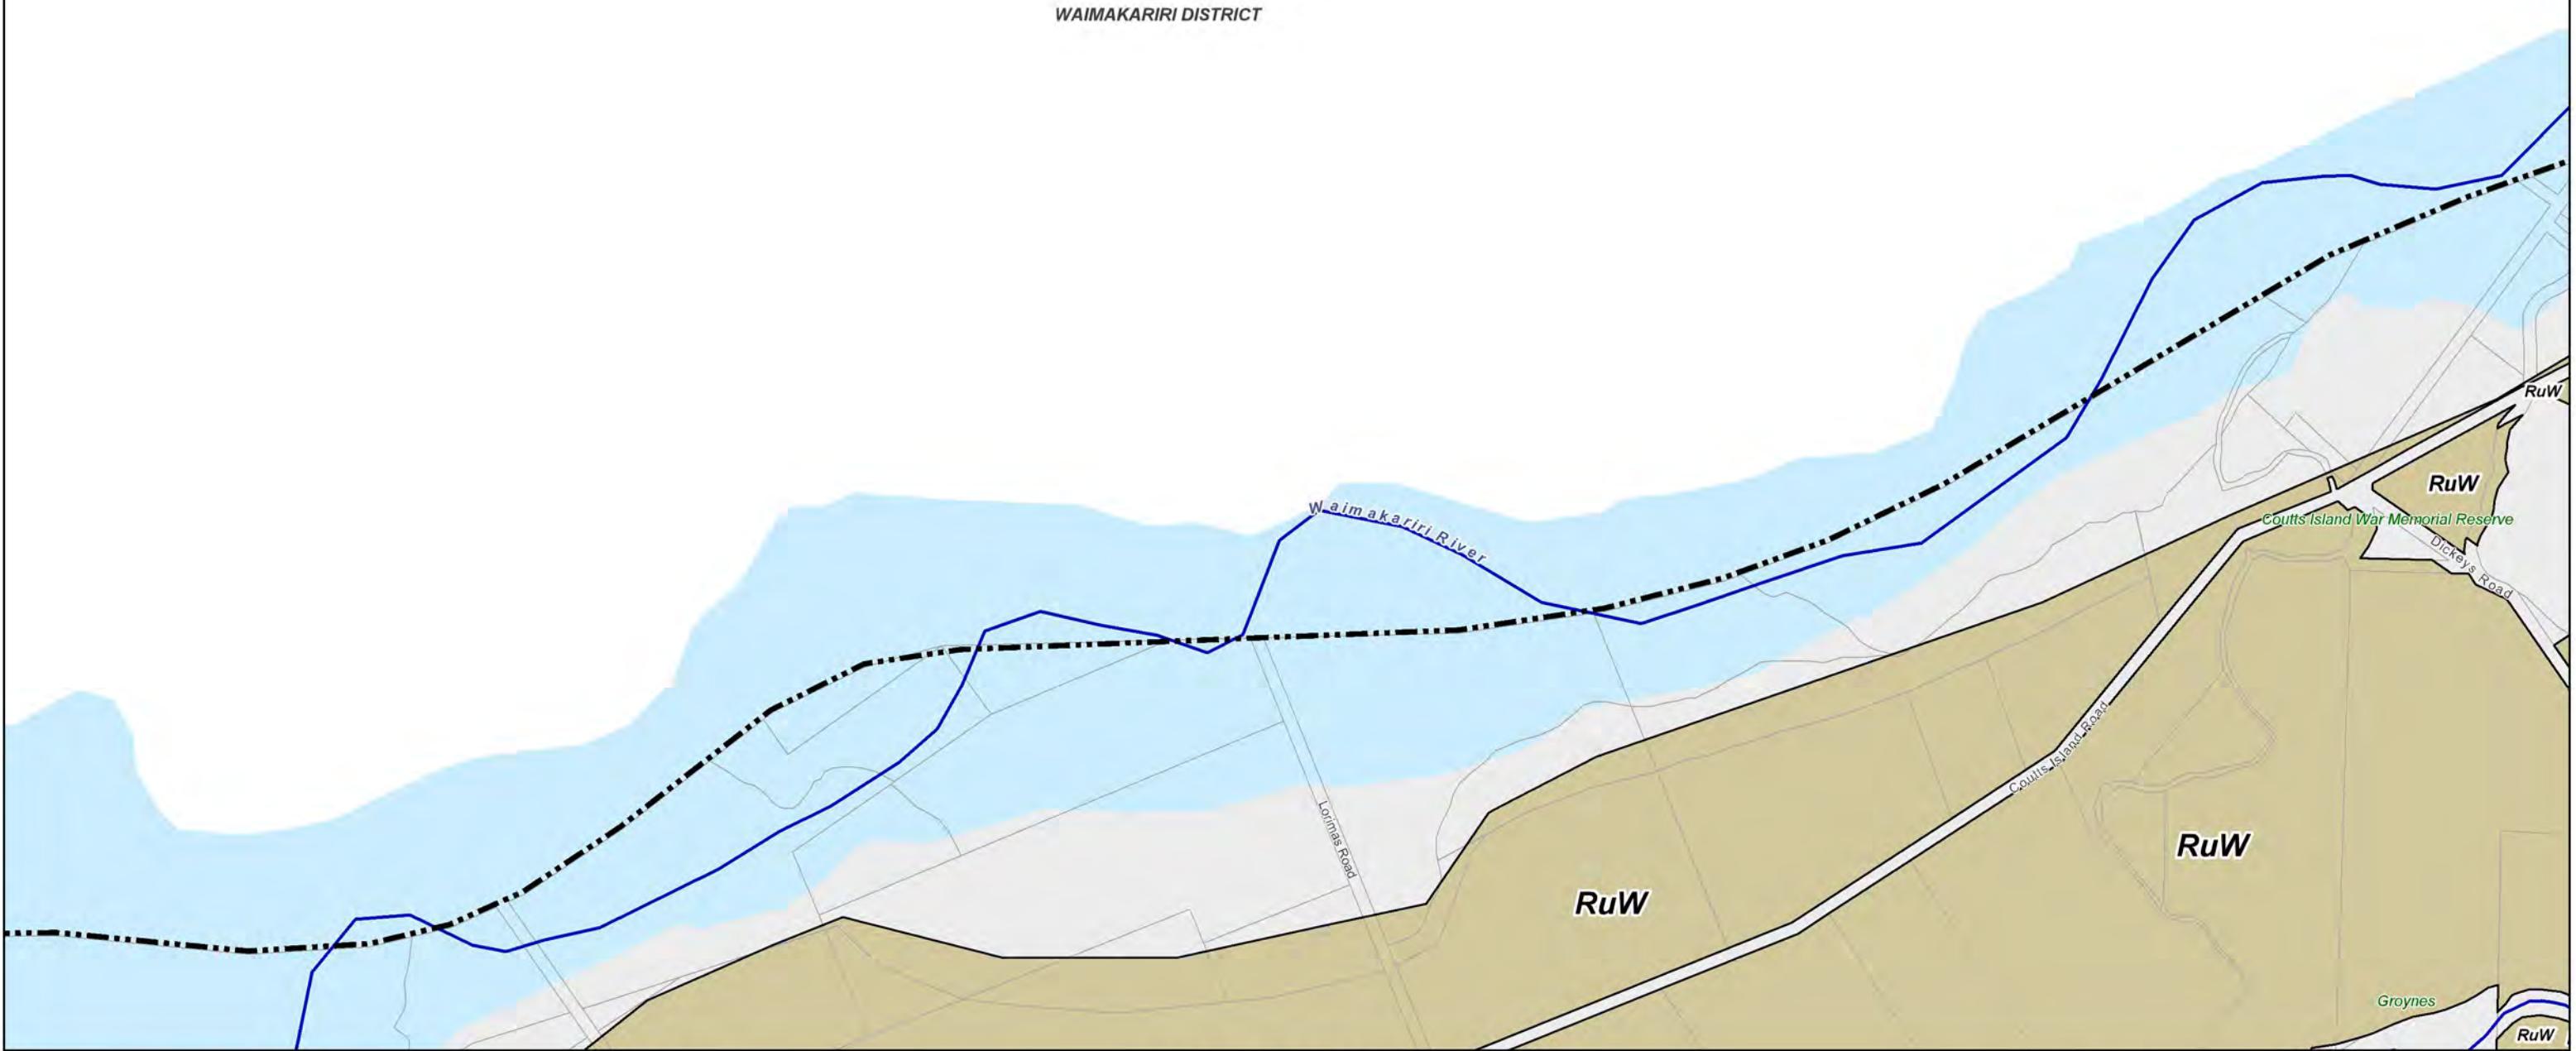 WAIMAKARIRI DISTRICT
RuW
RuW
Waimakariri River
Coutts Island War Memorial Reserve
Dickeys Road
Coutts Island Road
Lorimas Road
RuW
RuW
Groynes
RuW